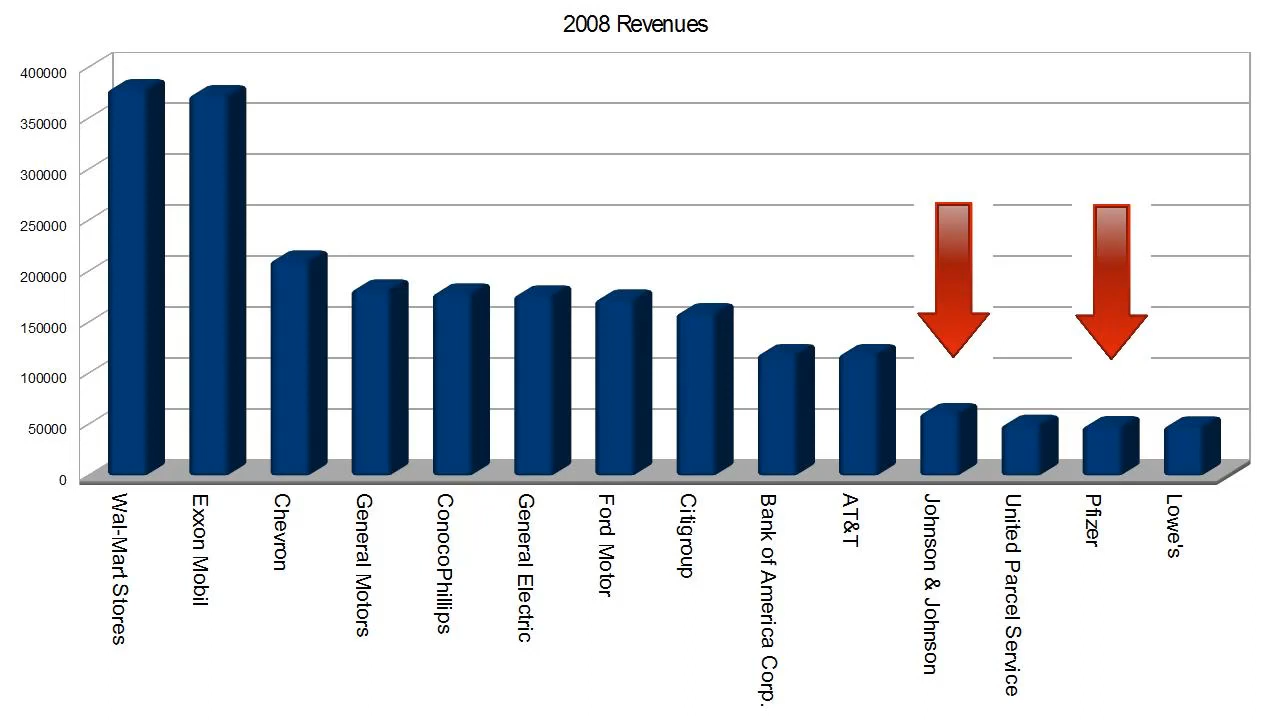 2008 Revenues
400000
350000
300000
250000
200000
150000
100000
50000
0
Wal-Mart Stores
Exxon Mobil
Chevron
General Motors
ConocoPhillips
General Electric
Ford Motor
Citigroup
Bank of America Corp.
AT&T
Johnson & Johnson
United Parcel Service
Pfizer
Lowe's